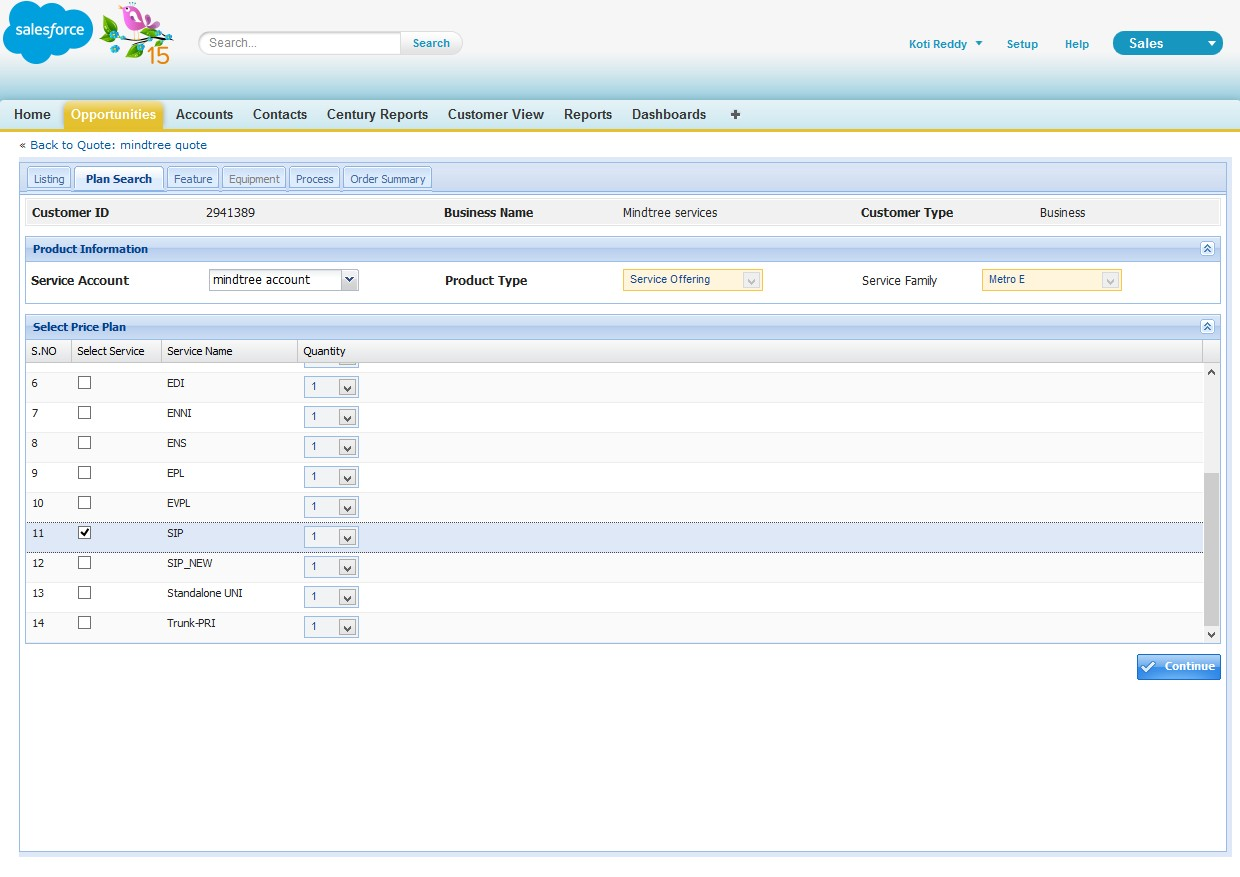 salesforce
15
Search...
Search
Koti Reddy
Setup
Help
Sales
Home Opportunities Accounts Contacts Century Reports Customer View Reports Dashboards +
« Back to Quote: mindtree quote
Listing Plan Search Feature Equipment Process Order Summary
Customer ID 2941389 Business Name Mindtree services Customer Type Business
Product Information
Service Account mindtree account Product Type Service Offering Service Family Metro E
Select Price Plan
S.NO Select Service Service Name Quantity
6 EDI 1
7 ENNI 1
8 ENS 1
9 EPL 1
10 EVPL 1
11 SIP 1
12 SIP_NEW 1
13 Standalone UNI 1
14 Trunk-PRI 1
Continue